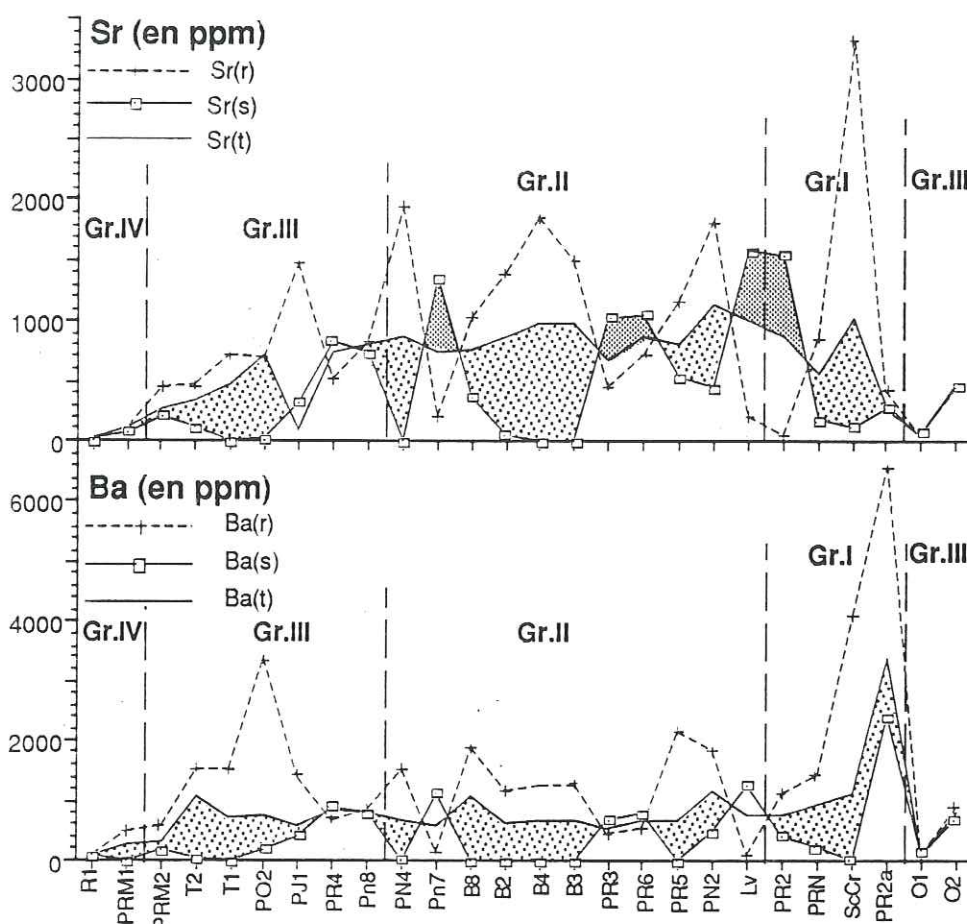 Sr (en ppm)
Sr(r)
Sr(s)
Sr(t)
3000
2000
1000
0
Gr.IV
Gr.III
Gr.II
Gr.I
Gr.III
Ba (en ppm)
Ba(r)
Ba(s)
Ba(t)
6000
4000
2000
0
Gr.IV
Gr.III
Gr.II
Gr.I
Gr.III
R1
PRM1
PRM2
T2
T1
PO2
PJ1
PR4
Pn8
PN4
Pn7
B8
B2
B4
B3
PR3
PR6
PR5
PN2
Lv
PR2
PRN
ScCr
PR2a
O1
O2